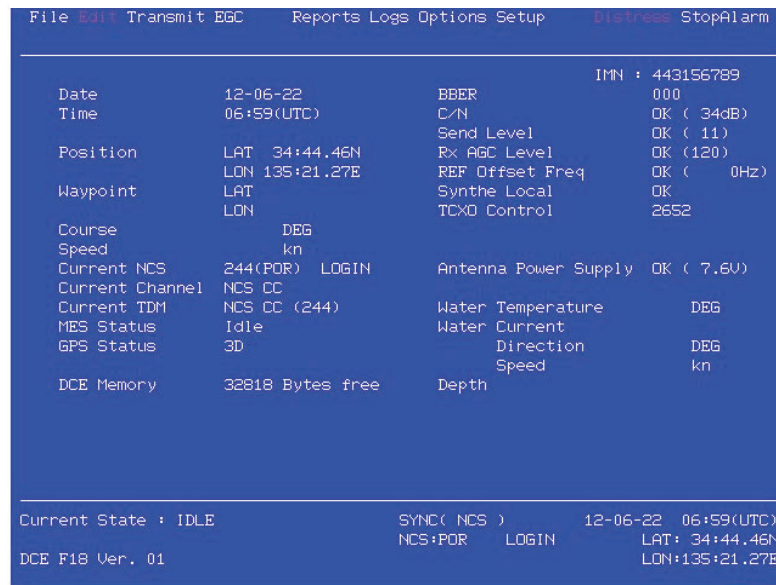 File Edit Transmit EGC Reports Logs Options Setup Distress StopAlarm
IMN : 443156789
Date 12-06-22 BBER 000
Time 06:59(UTC) C/N OK ( 34dB)
Send Level OK ( 11)
Position LAT 34:44.46N Rx AGC Level OK (120)
LON 135:21.27E REF Offset Freq OK ( 0Hz)
Waypoint LAT Synthe Local OK
LON TCXO Control 2652
Course DEG
Speed kn
Current NCS 244(POR) LOGIN Antenna Power Supply OK ( 7.6V)
Current Channel NCS CC
Current TDM NCS CC (244) Water Temperature DEG
MES Status Idle Water Current
GPS Status 3D Direction DEG
Speed kn
DCE Memory 32818 Bytes free Depth
Current State : IDLE SYNC( NCS ) 12-06-22 06:59(UTC)
NCS:POR LOGIN LAT: 34:44.46N
DCE F18 Ver. 01 LON:135:21.27E